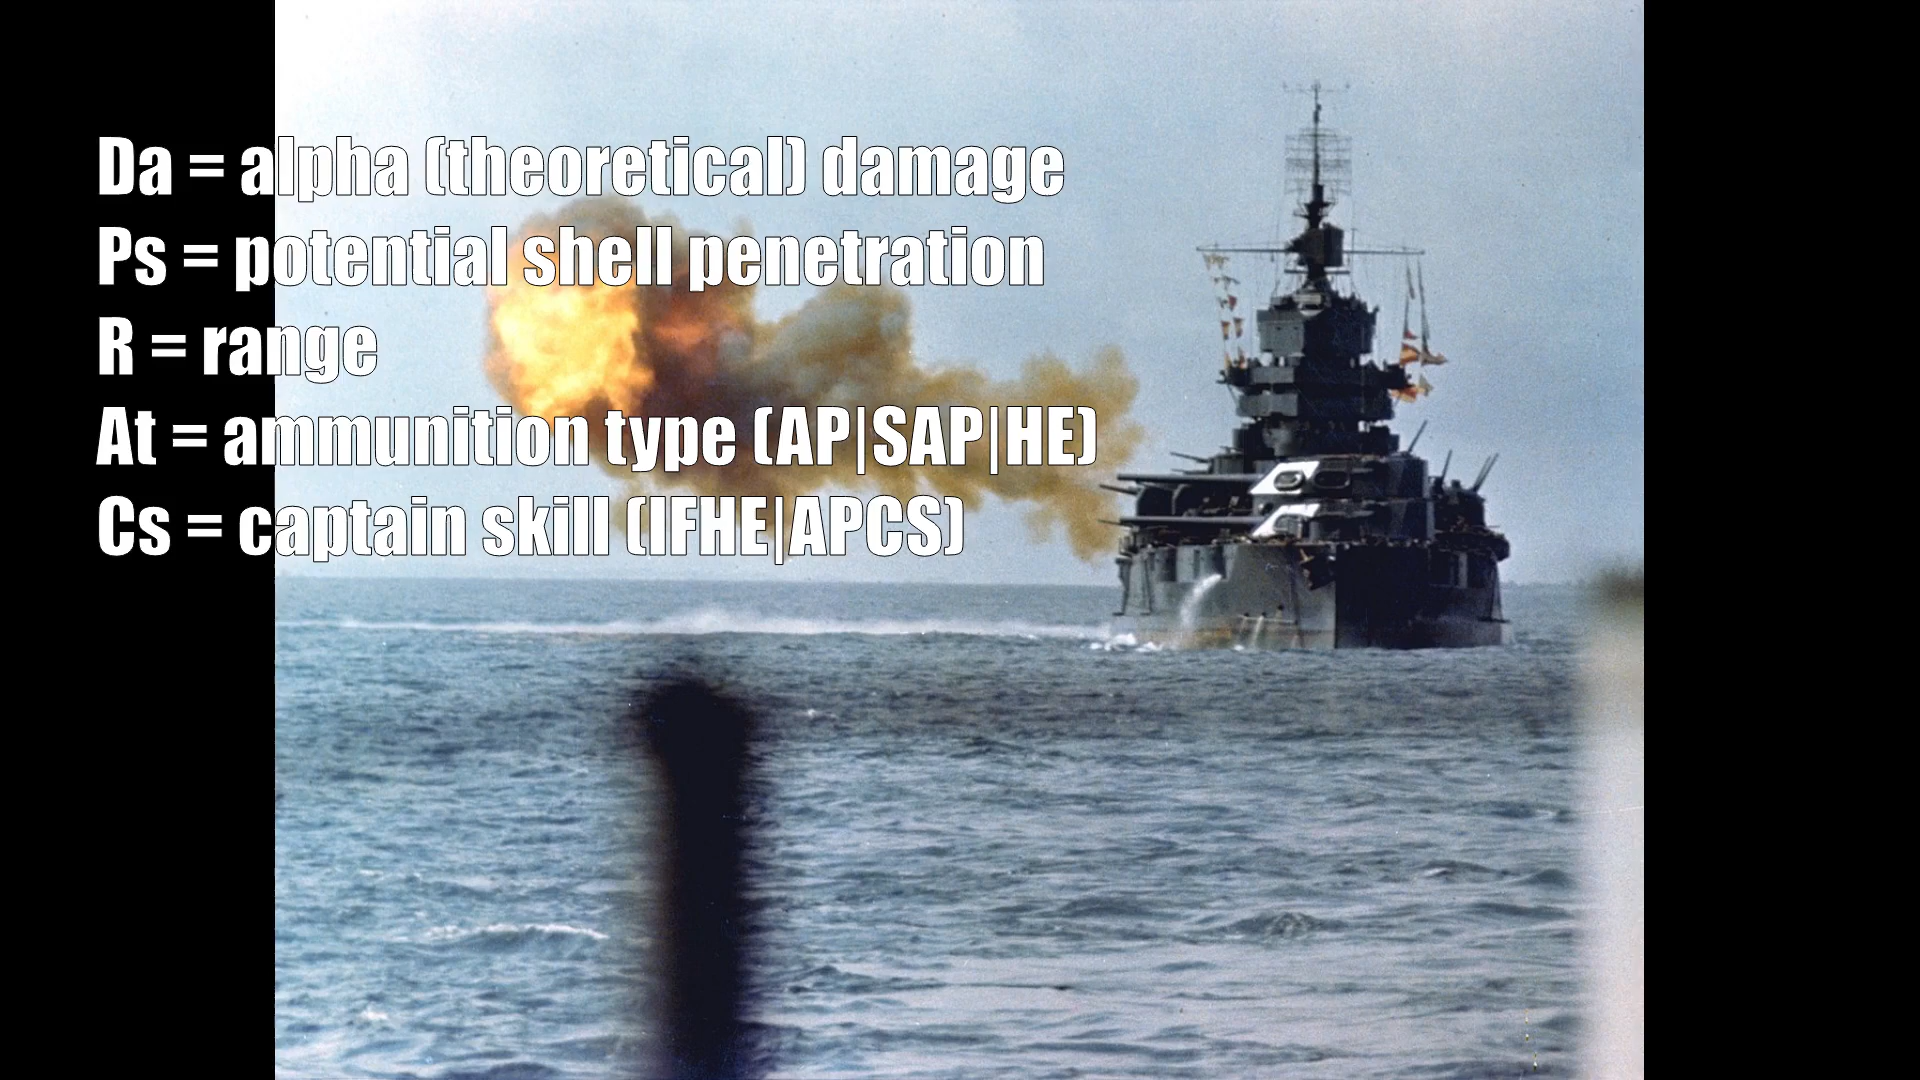 Da = alpha (theoretical) damage
Ps = potential shell penetration
R = range
At = ammunition type (AP|SAP|HE)
Cs = captain skill (IFHE|APCS)